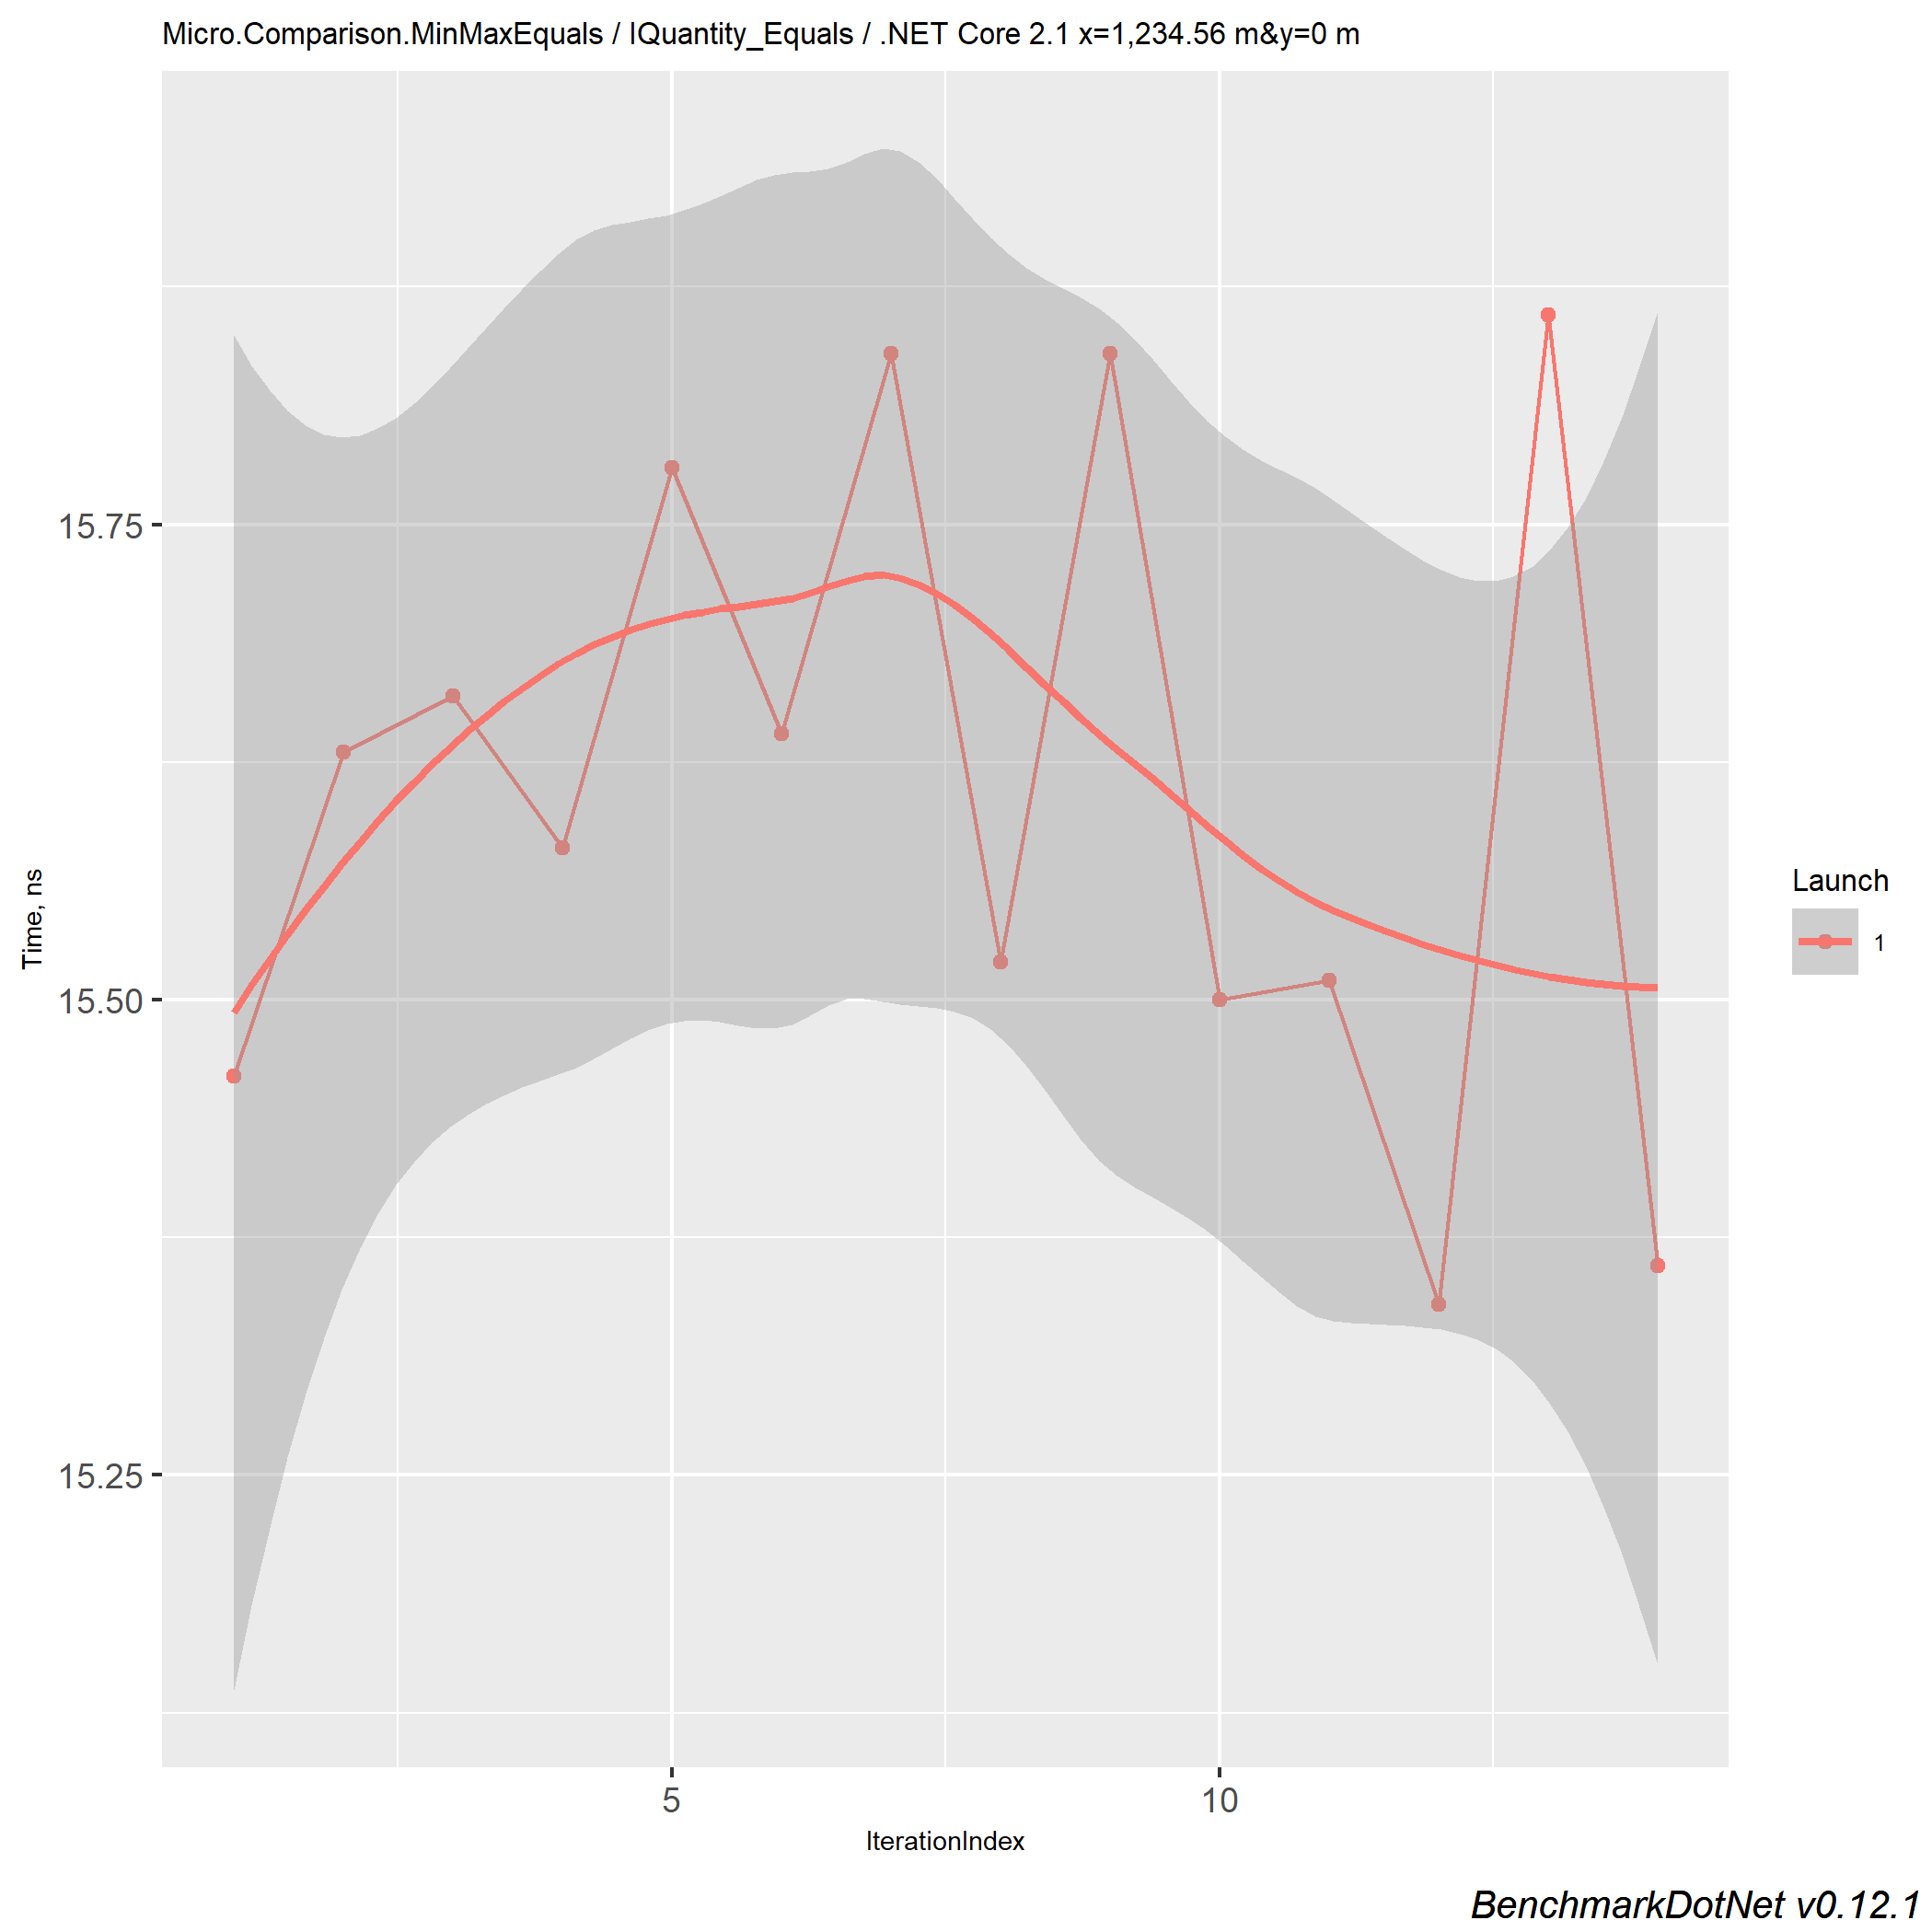 Micro.Comparison.MinMaxEquals / IQuantity_Equals / .NET Core 2.1 x=1,234.56 m&y=0 m
15.75
15.50
15.25
Time, ns
5
10
IterationIndex
Launch
1
BenchmarkDotNet v0.12.1